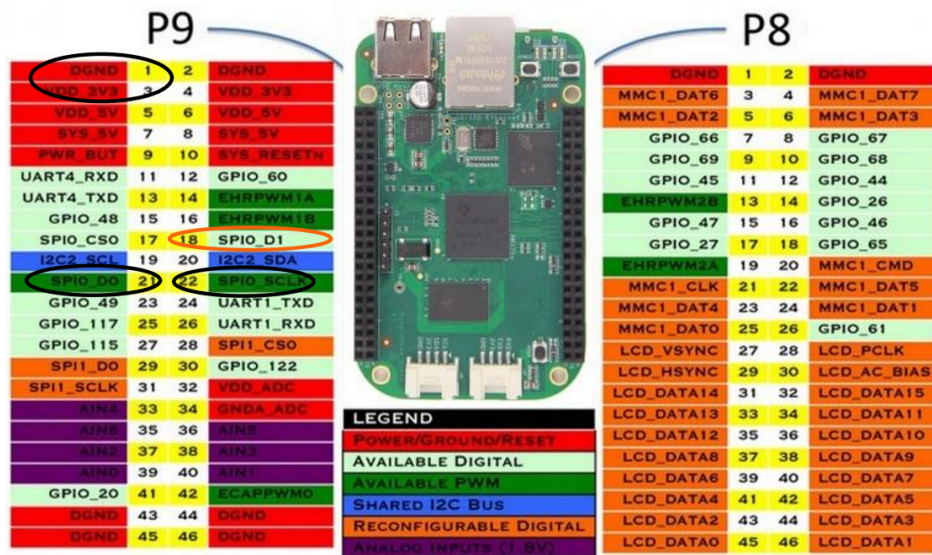 P9
P8
DGND 1 2 DGND
VDD_3V3 3 4 VDD_3V3
VDD_5V 5 6 VDD_5V
SYS_5V 7 8 SYS_5V
PWR_BUT 9 10 SYS_RESETN
UART4_RXD 11 12 GPIO_60
UART4_TXD 13 14 EHRPWM1A
GPIO_48 15 16 EHRPWM1B
SPI0_CS0 17 18 SPI0_D1
I2C2_SCL 19 20 I2C2_SDA
SPI0_D0 21 22 SPI0_SCLK
GPIO_49 23 24 UART1_TXD
GPIO_117 25 26 UART1_RXD
GPIO_115 27 28 SPI1_CS0
SPI1_D0 29 30 GPIO_122
SPI1_SCLK 31 32 VDD_ADC
AIN4 33 34 GNDA_ADC
AIN6 35 36 AIN5
AIN2 37 38 AIN3
AIN0 39 40 AIN1
GPIO_20 41 42 ECAPPWM0
DGND 43 44 DGND
DGND 45 46 DGND
LEGEND
POWER/GROUND/RESET
AVAILABLE DIGITAL
AVAILABLE PWM
SHARED I2C BUS
RECONFIGURABLE DIGITAL
ANALOG INPUTS (1.8V)
DGND 1 2 DGND
MMC1_DAT6 3 4 MMC1_DAT7
MMC1_DAT2 5 6 MMC1_DAT3
GPIO_66 7 8 GPIO_67
GPIO_69 9 10 GPIO_68
GPIO_45 11 12 GPIO_44
EHRPWM2B 13 14 GPIO_26
GPIO_47 15 16 GPIO_46
GPIO_27 17 18 GPIO_65
EHRPWM2A 19 20 MMC1_CMD
MMC1_CLK 21 22 MMC1_DAT5
MMC1_DAT4 23 24 MMC1_DAT1
MMC1_DAT0 25 26 GPIO_61
LCD_VSYNC 27 28 LCD_PCLK
LCD_HSYNC 29 30 LCD_AC_BIAS
LCD_DATA14 31 32 LCD_DATA15
LCD_DATA13 33 34 LCD_DATA11
LCD_DATA12 35 36 LCD_DATA10
LCD_DATA8 37 38 LCD_DATA9
LCD_DATA6 39 40 LCD_DATA7
LCD_DATA4 41 42 LCD_DATA5
LCD_DATA2 43 44 LCD_DATA3
LCD_DATA0 45 46 LCD_DATA1